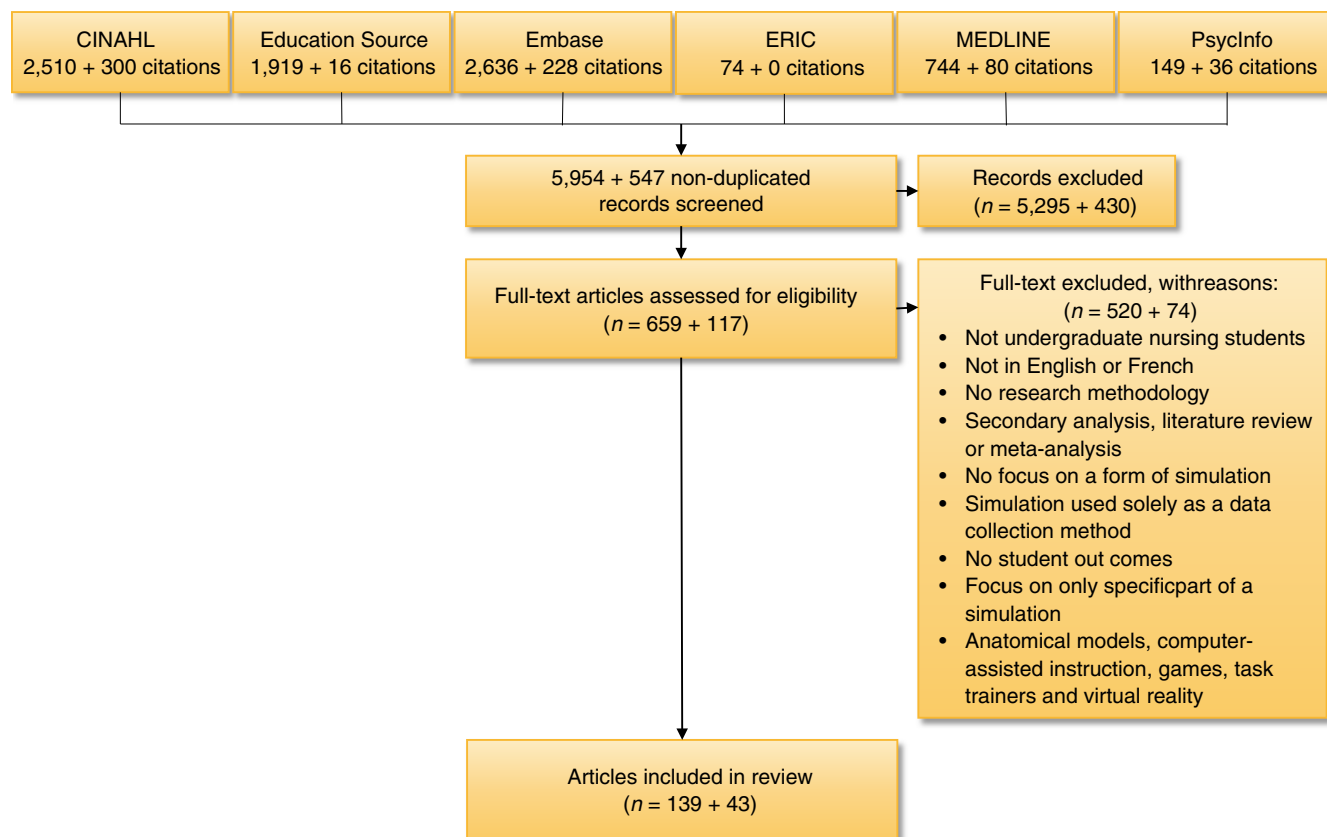 CINAHL
2,510 + 300 citations
Education Source
1,919 + 16 citations
Embase
2,636 + 228 citations
ERIC
74 + 0 citations
MEDLINE
744 + 80 citations
PsycInfo
149 + 36 citations
5,954 + 547 non-duplicated
records screened
Records excluded
(n = 5,295 + 430)
Full-text articles assessed for eligibility
(n = 659 + 117)
Full-text excluded, withreasons:
(n = 520 + 74)
• Not undergraduate nursing students
• Not in English or French
• No research methodology
• Secondary analysis, literature review
or meta-analysis
• No focus on a form of simulation
• Simulation used solely as a data
collection method
• No student out comes
• Focus on only specificpart of a
simulation
• Anatomical models, computer-
assisted instruction, games, task
trainers and virtual reality
Articles included in review
(n = 139 + 43)